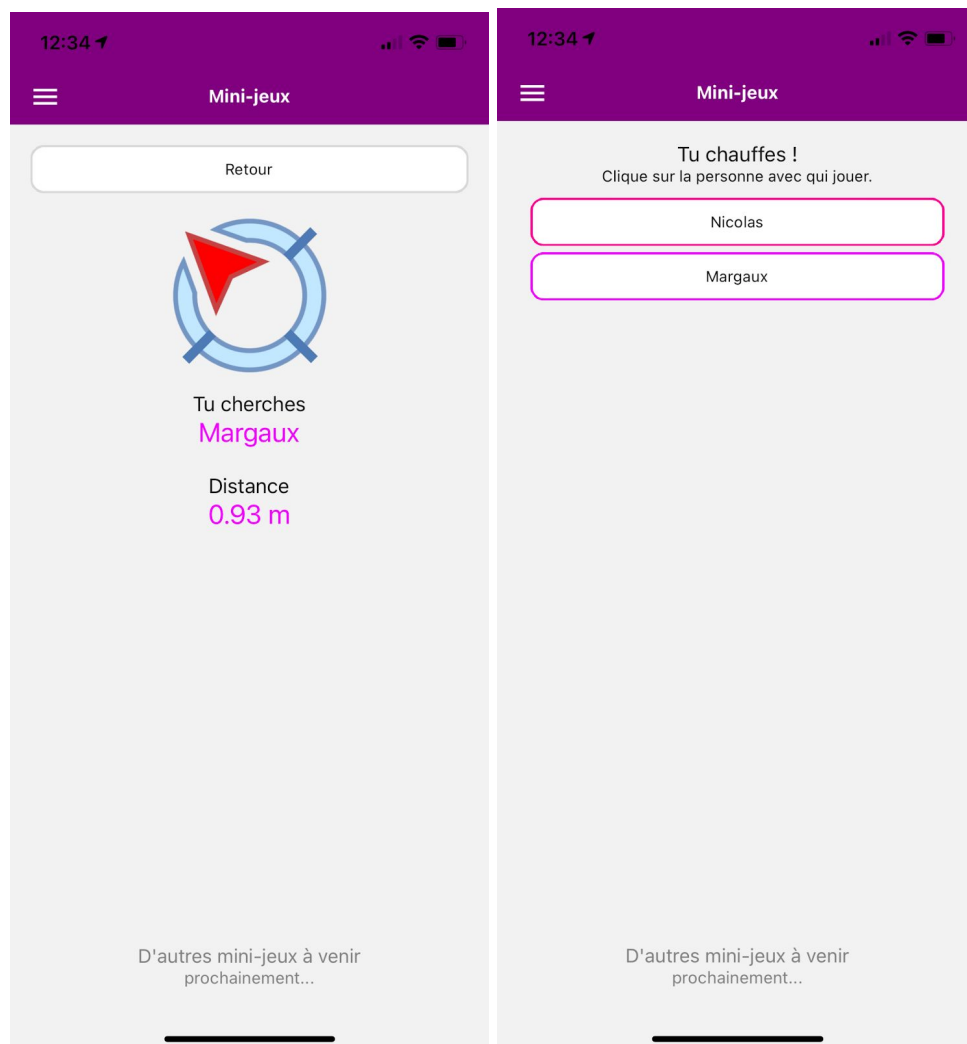 12:34
Mini-jeux
Retour
Tu cherches
Margaux
Distance
0.93 m
D'autres mini-jeux à venir
prochainement...
12:34
Mini-jeux
Tu chauffes !
Clique sur la personne avec qui jouer.
Nicolas
Margaux
D'autres mini-jeux à venir
prochainement...